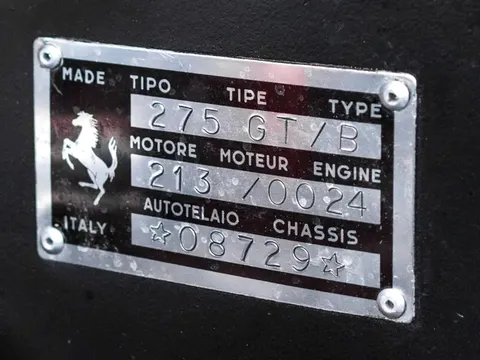 MADE
TIPO TIPE TYPE
275 GT/B
MOTORE MOTEUR ENGINE
213 /0024
AUTOTELAIO CHASSIS
☆08729☆
ITALY